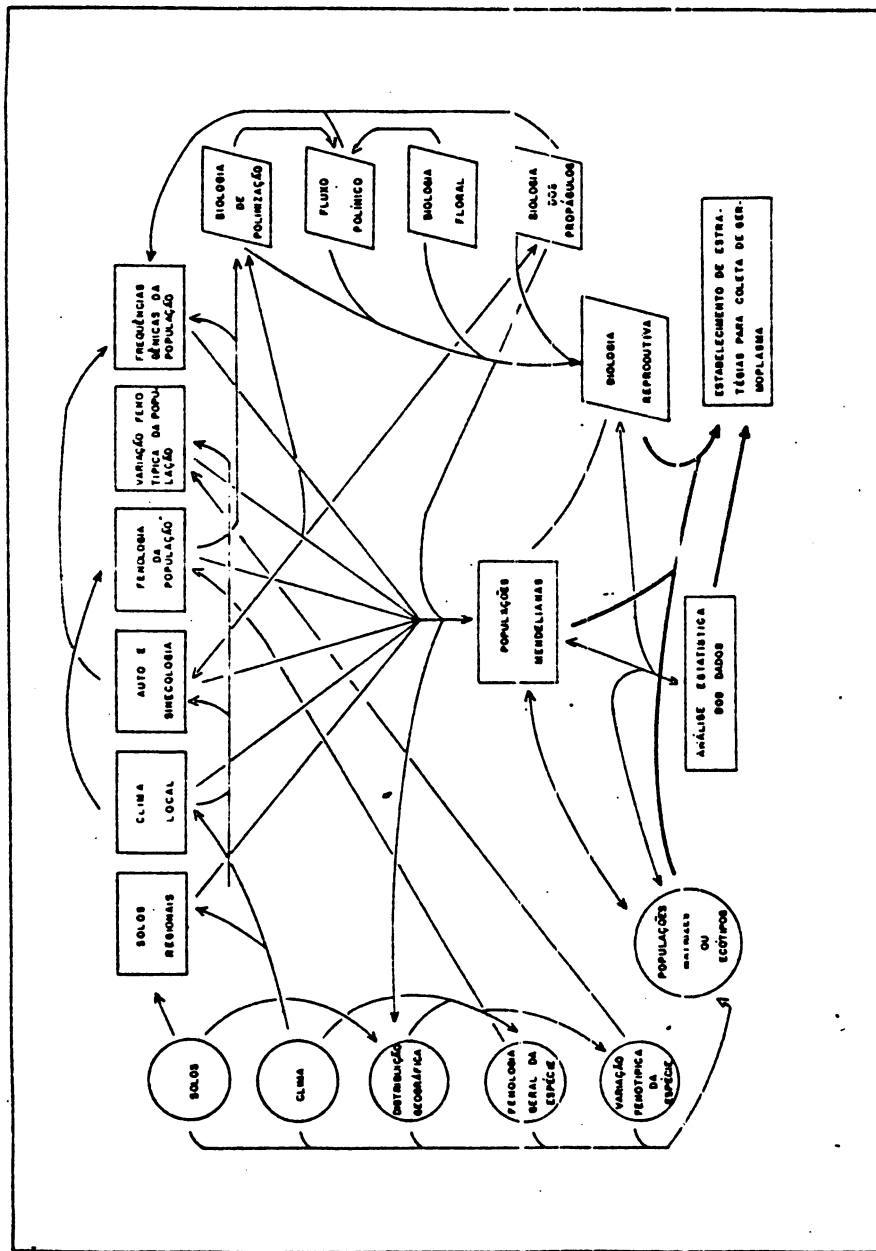 SOLOS
CLIMA
DISTRIBUIÇÃO
GEOGRÁFICA
FENOLOGIA
GERAL DA
ESPÉCIE
VARIAÇÃO
FENOTIPICA
DA
ESPÉCIE
SOLOS
REGIONAIS
CLIMA
LOCAL
AUTO E
SINECOLOGIA
FENOLOGIA
DA
POPULAÇÃO
VARIAÇÃO FENO
TIPICA DA POPU
LAÇÃO
FREQUÊNCIAS
GÊNICAS DA
POPULAÇÃO
BIOLOGIA
DE
POLINIZAÇÃO
FLUXO
POLÍNICO
BIOLOGIA
FLORAL
BIOLOGIA
DOS
PROPÁGULOS
POPULAÇÕES
MENDELIANAS
BIOLOGIA
REPRODUTIVA
POPULAÇÕES
OU
ECÓTIPOS
ANÁLISE ESTATISTICA
DOS DADOS
ESTABELECIMENTO DE ESTRA-
TÉGIAS PARA COLETA DE GER-
MOPLASMA